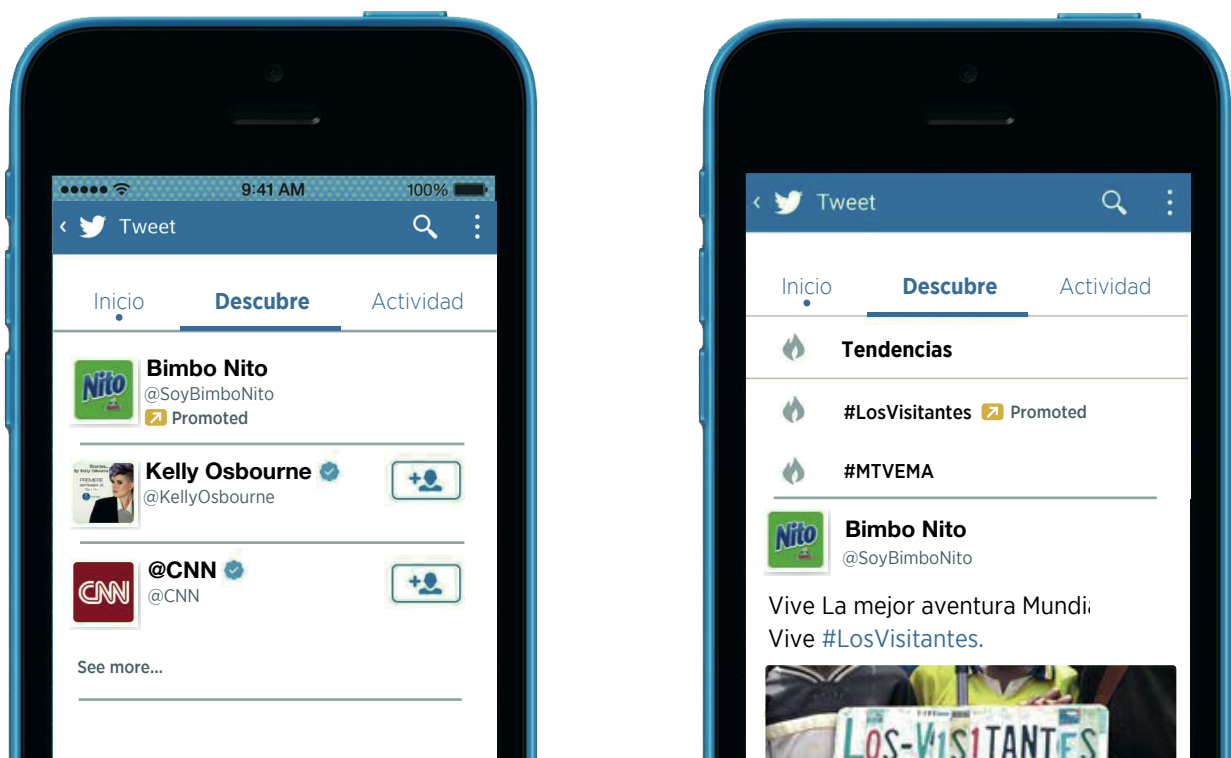 9:41 AM
100%
Tweet
Inicio
Descubre
Actividad
Nito
Bimbo Nito
@SoyBimboNito
Promoted
PREMIERE
Kelly Osbourne
@KellyOsbourne
CNN
@CNN
@CNN
See more...
Tweet
Inicio
Descubre
Actividad
Tendencias
#LosVisitantes Promoted
#MTVEMA
Nito
Bimbo Nito
@SoyBimboNito
Vive La mejor aventura Mundi
Vive #LosVisitantes.
LOS-V1S1TANTES